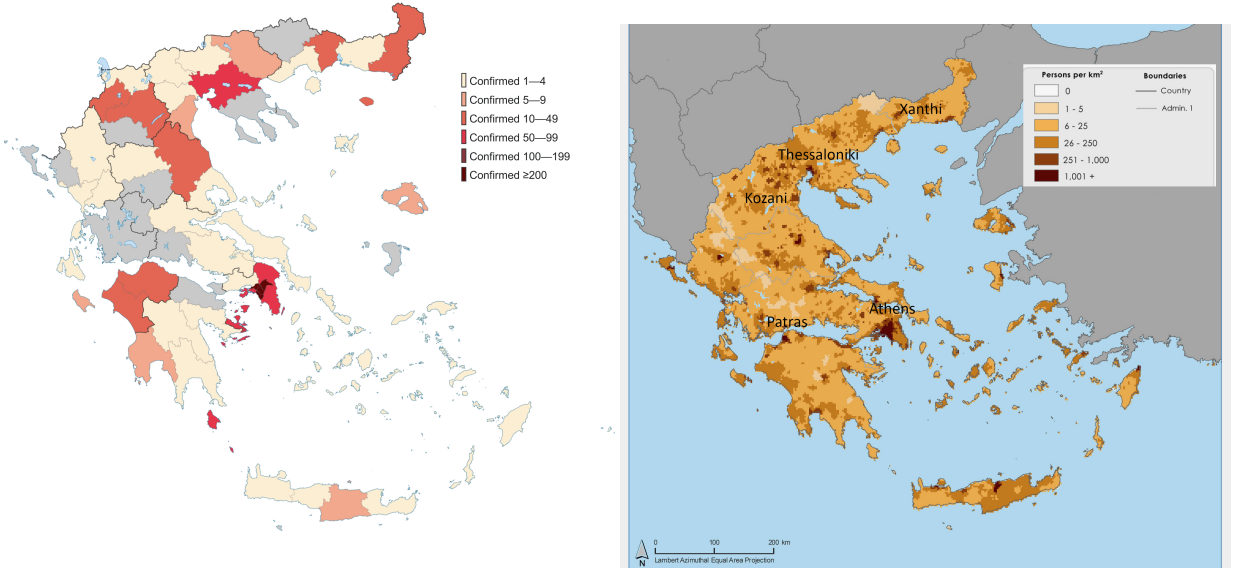 Confirmed 1—4
Confirmed 5—9
Confirmed 10—49
Confirmed 50—99
Confirmed 100—199
Confirmed ≥200
Persons per km²
Boundaries
0
Country
1 - 5
Admin. 1
6 - 25
26 - 250
251 - 1,000
1,001 +
Xanthi
Thessaloniki
Kozani
Athens
Patras
0 100 200 km
N
Lambert Azimuthal Equal Area Projection